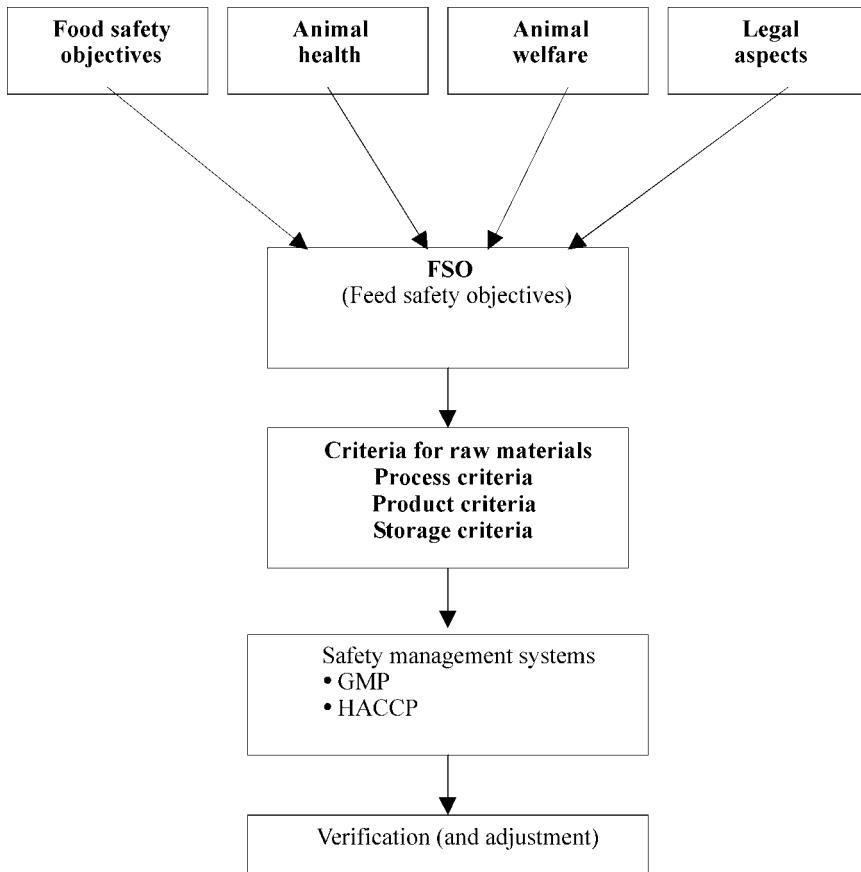 Food safety
objectives
Animal
health
Animal
welfare
Legal
aspects
FSO
(Feed safety objectives)
Criteria for raw materials
Process criteria
Product criteria
Storage criteria
Safety management systems
• GMP
• HACCP
Verification (and adjustment)